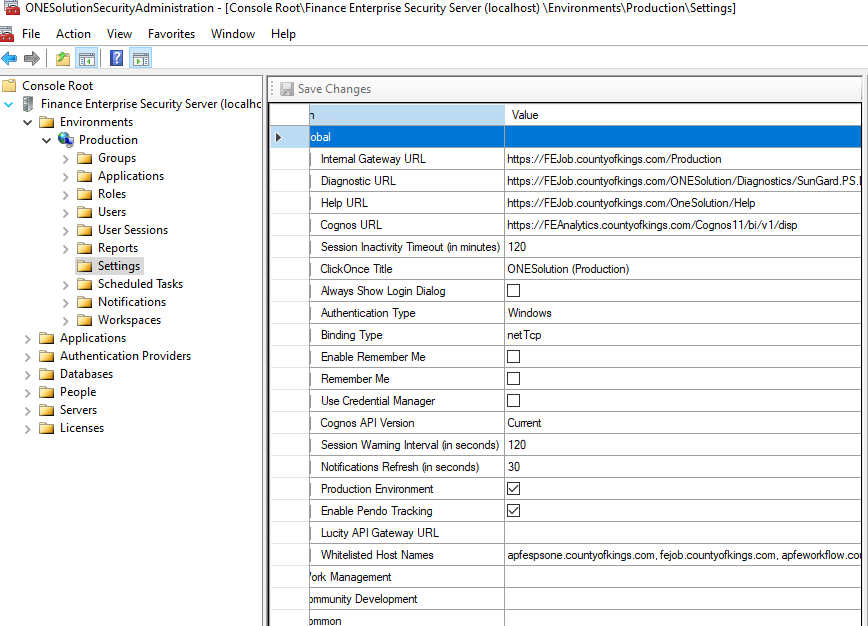 ONESolutionSecurityAdministration - [Console Root\Finance Enterprise Security Server (localhost) \Environments\Production\Settings]
File Action View Favorites Window Help
Console Root
Finance Enterprise Security Server (localhc
Environments
Production
Groups
Applications
Roles
Users
User Sessions
Reports
Settings
Scheduled Tasks
Notifications
Workspaces
Applications
Authentication Providers
Databases
People
Servers
Licenses
Save Changes
n Value
obal
Internal Gateway URL https://FEJob.countyofkings.com/Production
Diagnostic URL https://FEJob.countyofkings.com/ONESolution/Diagnostics/SunGard.PS.
Help URL https://FEJob.countyofkings.com/OneSolution/Help
Cognos URL https://FEAnalytics.countyofkings.com/Cognos11/bi/v1/disp
Session Inactivity Timeout (in minutes) 120
ClickOnce Title ONESolution (Production)
Always Show Login Dialog
Authentication Type Windows
Binding Type netTcp
Enable Remember Me
Remember Me
Use Credential Manager
Cognos API Version Current
Session Warning Interval (in seconds) 120
Notifications Refresh (in seconds) 30
Production Environment
Enable Pendo Tracking
Lucity API Gateway URL
Whitelisted Host Names apfespsone.countyofkings.com, fejob.countyofkings.com, apfeworkflow.cou
ork Management
ommunity Development
ommon